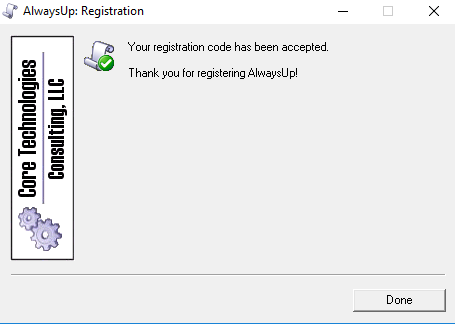 AlwaysUp: Registration
Your registration code has been accepted.
Thank you for registering AlwaysUp!
Core Technologies
Consulting, LLC
Done